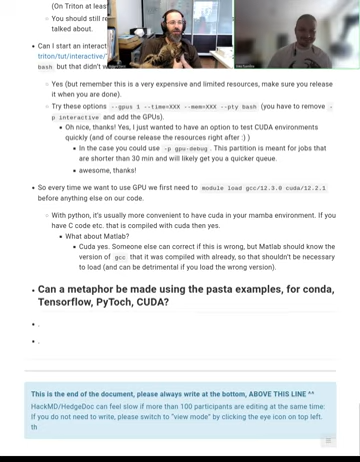 (On Triton at leas
You should still re
talked about.
Can I start an interact
triton/tut/interactive/
bash but that didn't w
Yes (but remember this is a very expensive and limited resources, make sure you release
it when you are done).
Try these options --gpus 1 --time=XXX --mem=XXX --pty bash (you have to remove -
p interactive and add the GPUs).
Oh nice, thanks! Yes, I just wanted to have an option to test CUDA environments
quickly (and of course release the resources right after :) )
In the case you could use -p gpu-debug . This partition is meant for jobs that
are shorter than 30 min and will likely get you a quicker queue.
awesome, thanks!
So every time we want to use GPU we first need to module load gcc/12.3.0 cuda/12.2.1
before anything else on our code.
With python, it's usually more convenient to have cuda in your mamba environment. If you
have C code etc. that is compiled with cuda then yes.
What about Matlab?
Cuda yes. Someone else can correct if this is wrong, but Matlab should know the
version of gcc that it was compiled with already, so that shouldn't be necessary
to load (and can be detrimental if you load the wrong version).
Can a metaphor be made using the pasta examples, for conda,
Tensorflow, PyToch, CUDA?
.
.
This is the end of the document, please always write at the bottom, ABOVE THIS LINE ^^
HackMD/HedgeDoc can feel slow if more than 100 participants are editing at the same time:
If you do not need to write, please switch to "view mode" by clicking the eye icon on top left.
th